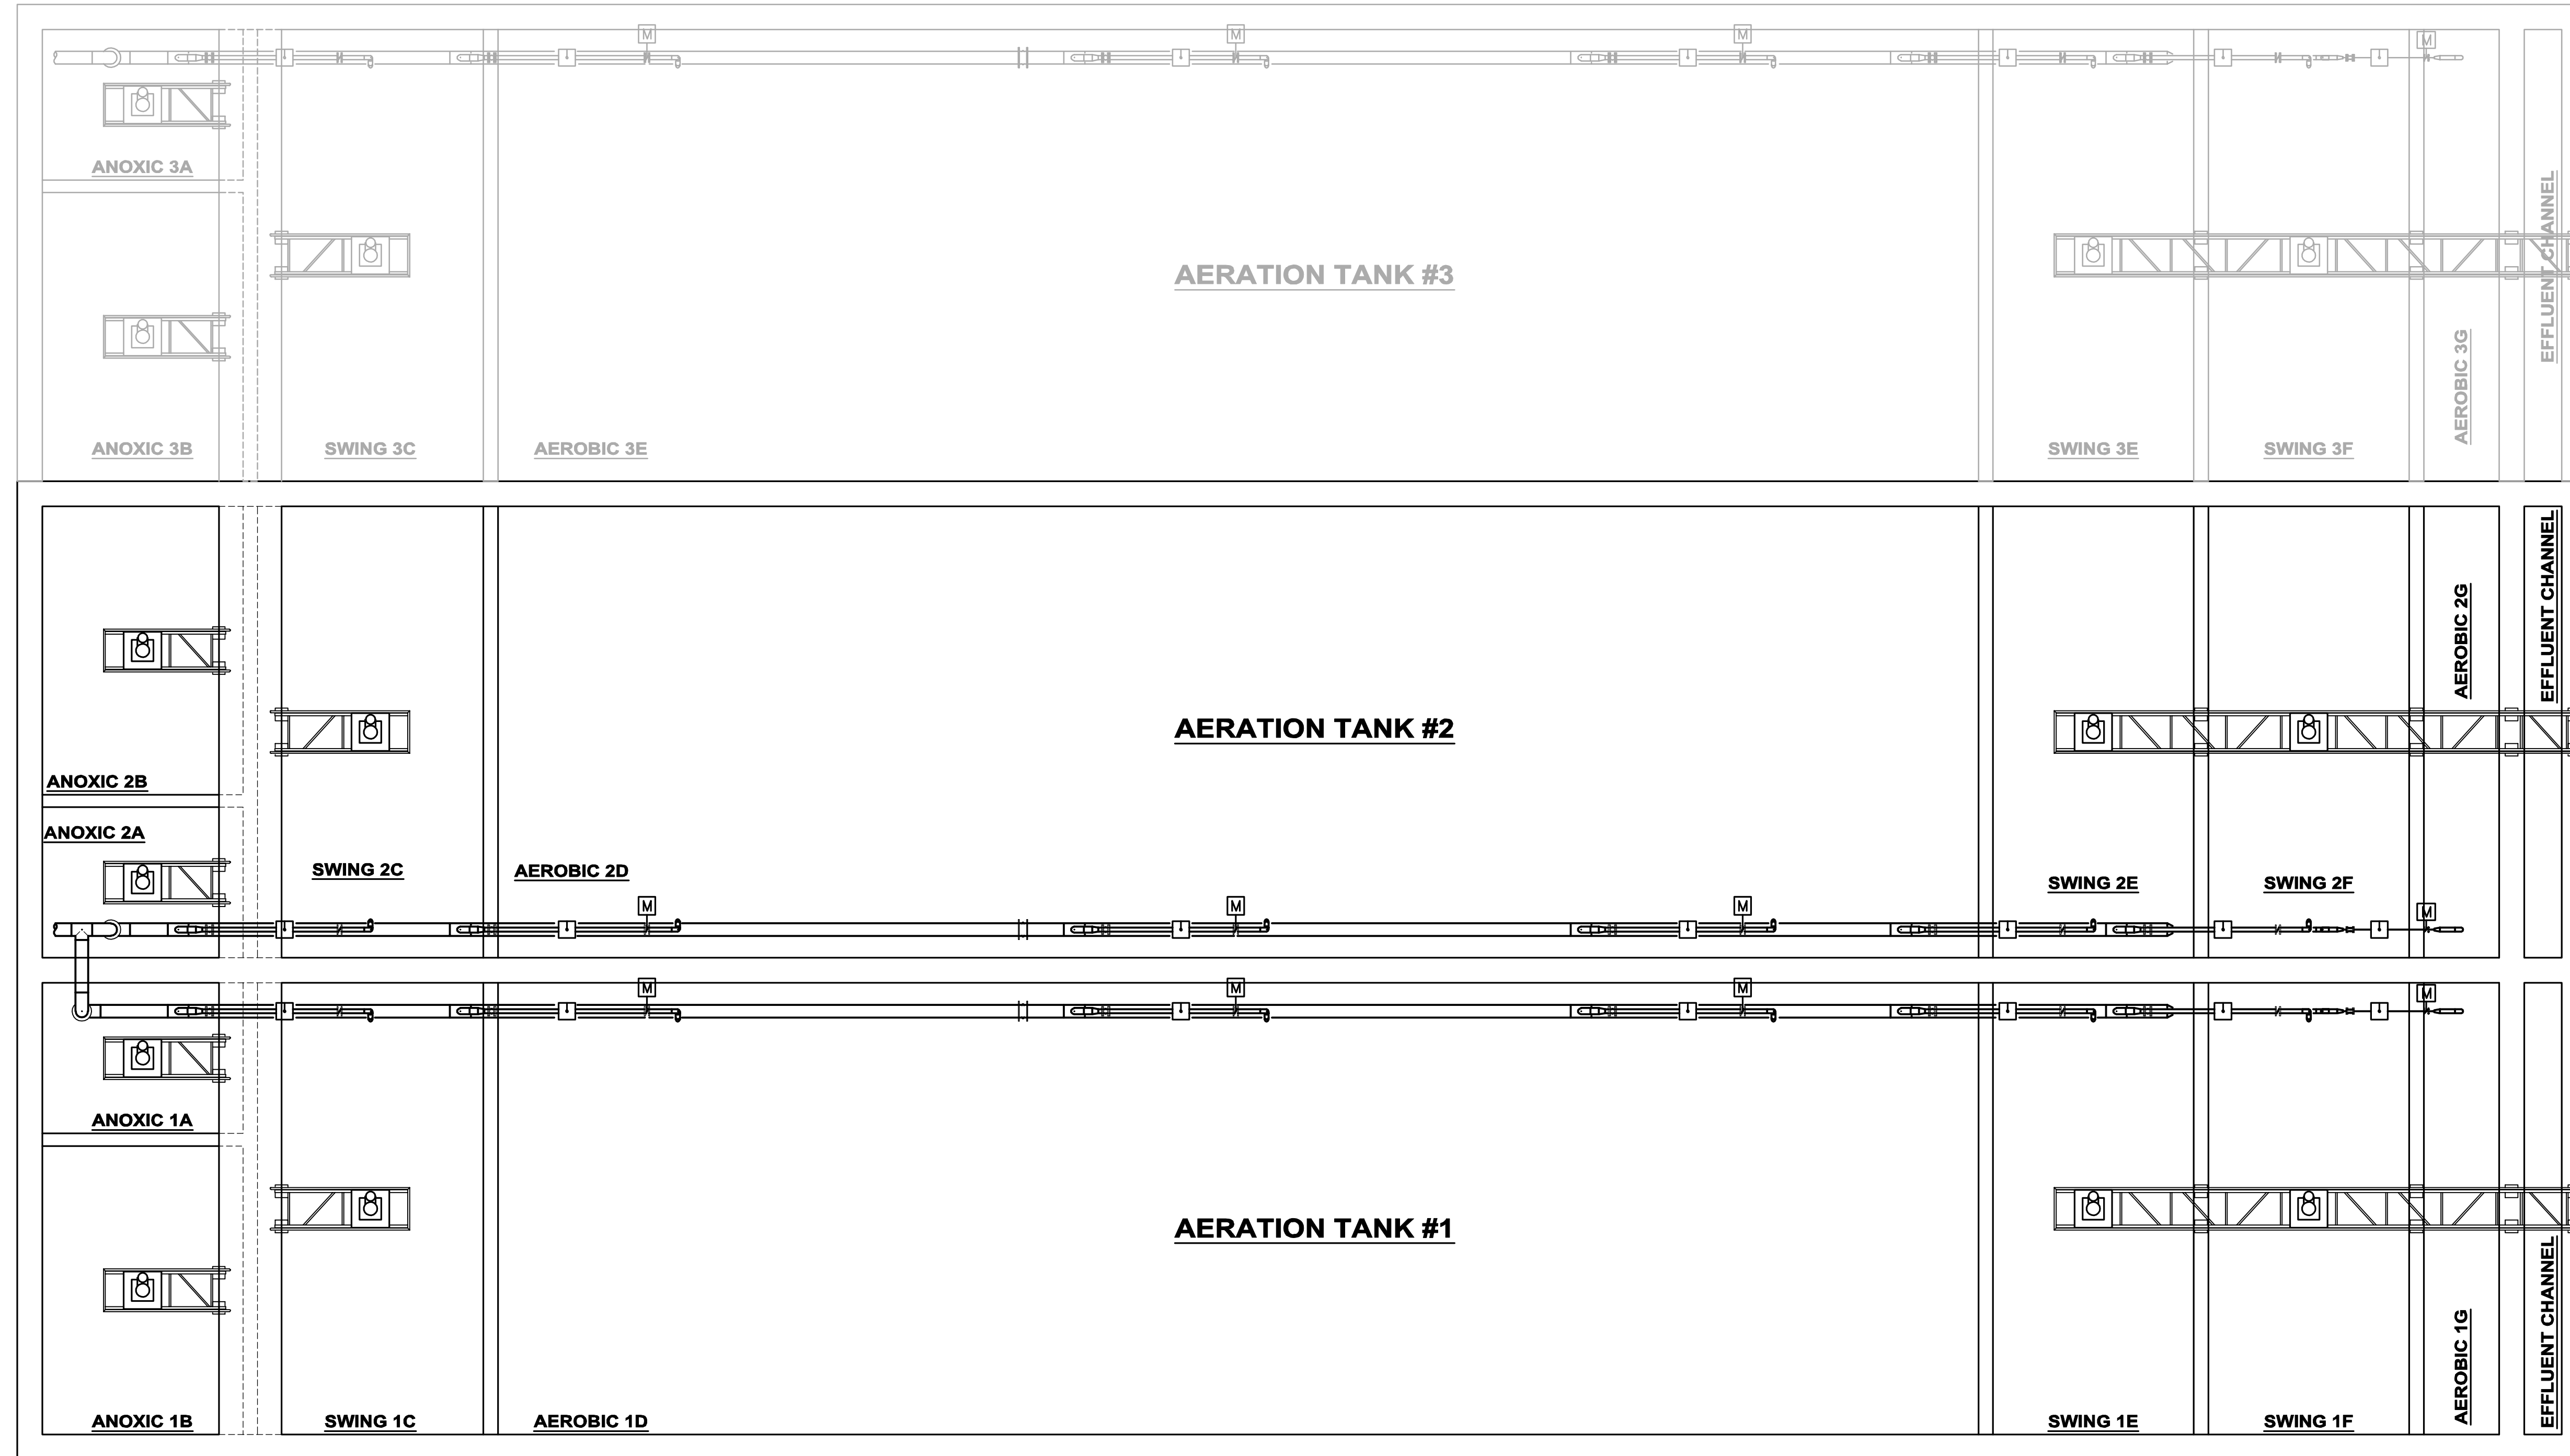 M
M
M
M
ANOXIC 3A
AERATION TANK #3
EFFLUENT CHANNEL
AEROBIC 3G
ANOXIC 3B
SWING 3C
AEROBIC 3E
SWING 3E
SWING 3F
EFFLUENT CHANNEL
AEROBIC 2G
AERATION TANK #2
ANOXIC 2B
ANOXIC 2A
SWING 2C
AEROBIC 2D
SWING 2E
SWING 2F
M
M
M
M
M
M
M
M
ANOXIC 1A
AERATION TANK #1
EFFLUENT CHANNEL
AEROBIC 1G
ANOXIC 1B
SWING 1C
AEROBIC 1D
SWING 1E
SWING 1F